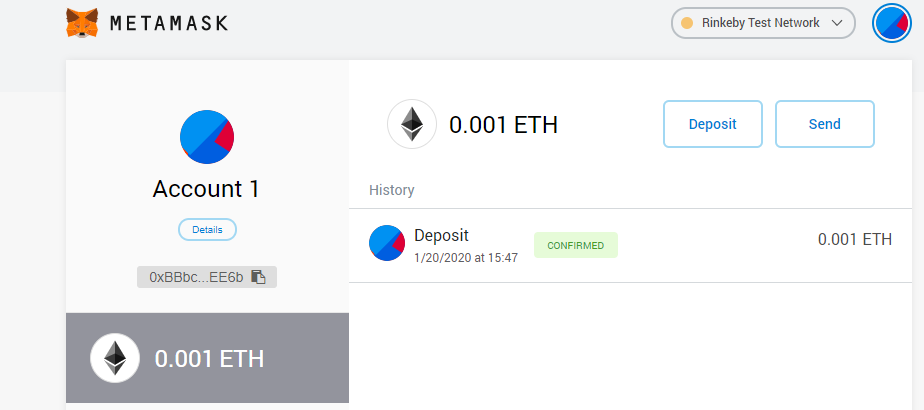 METAMASK
Rinkeby Test Network
Account 1
Details
0xBBbc...EE6b
0.001 ETH
0.001 ETH
Deposit
Send
History
Deposit
1/20/2020 at 15:47
CONFIRMED
0.001 ETH